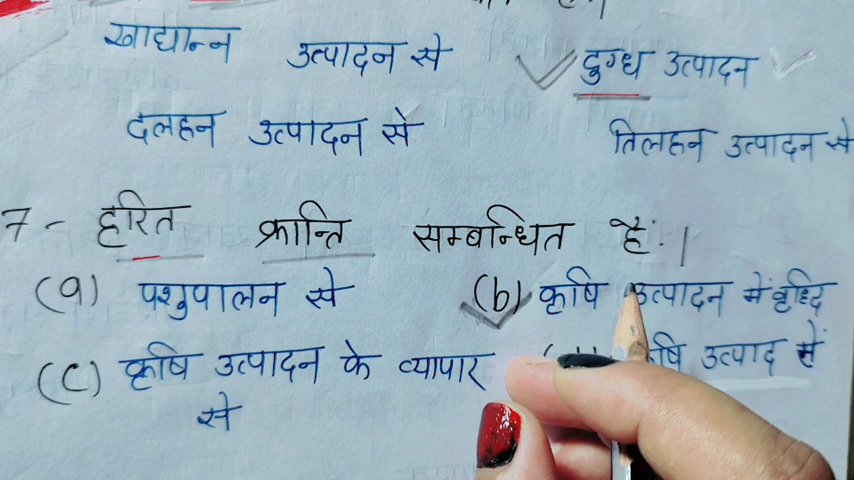 खाद्यान्न उत्पादन से दुग्ध उत्पादन
दलहन उत्पादन से तिलहन उत्पादन से
7 - हरित क्रान्ति सम्बन्धित हैं।
(a) पशुपालन से (b) कृषि उत्पादन में वृध्दि
(c) कृषि उत्पादन के व्यापार उत्पाद में
से